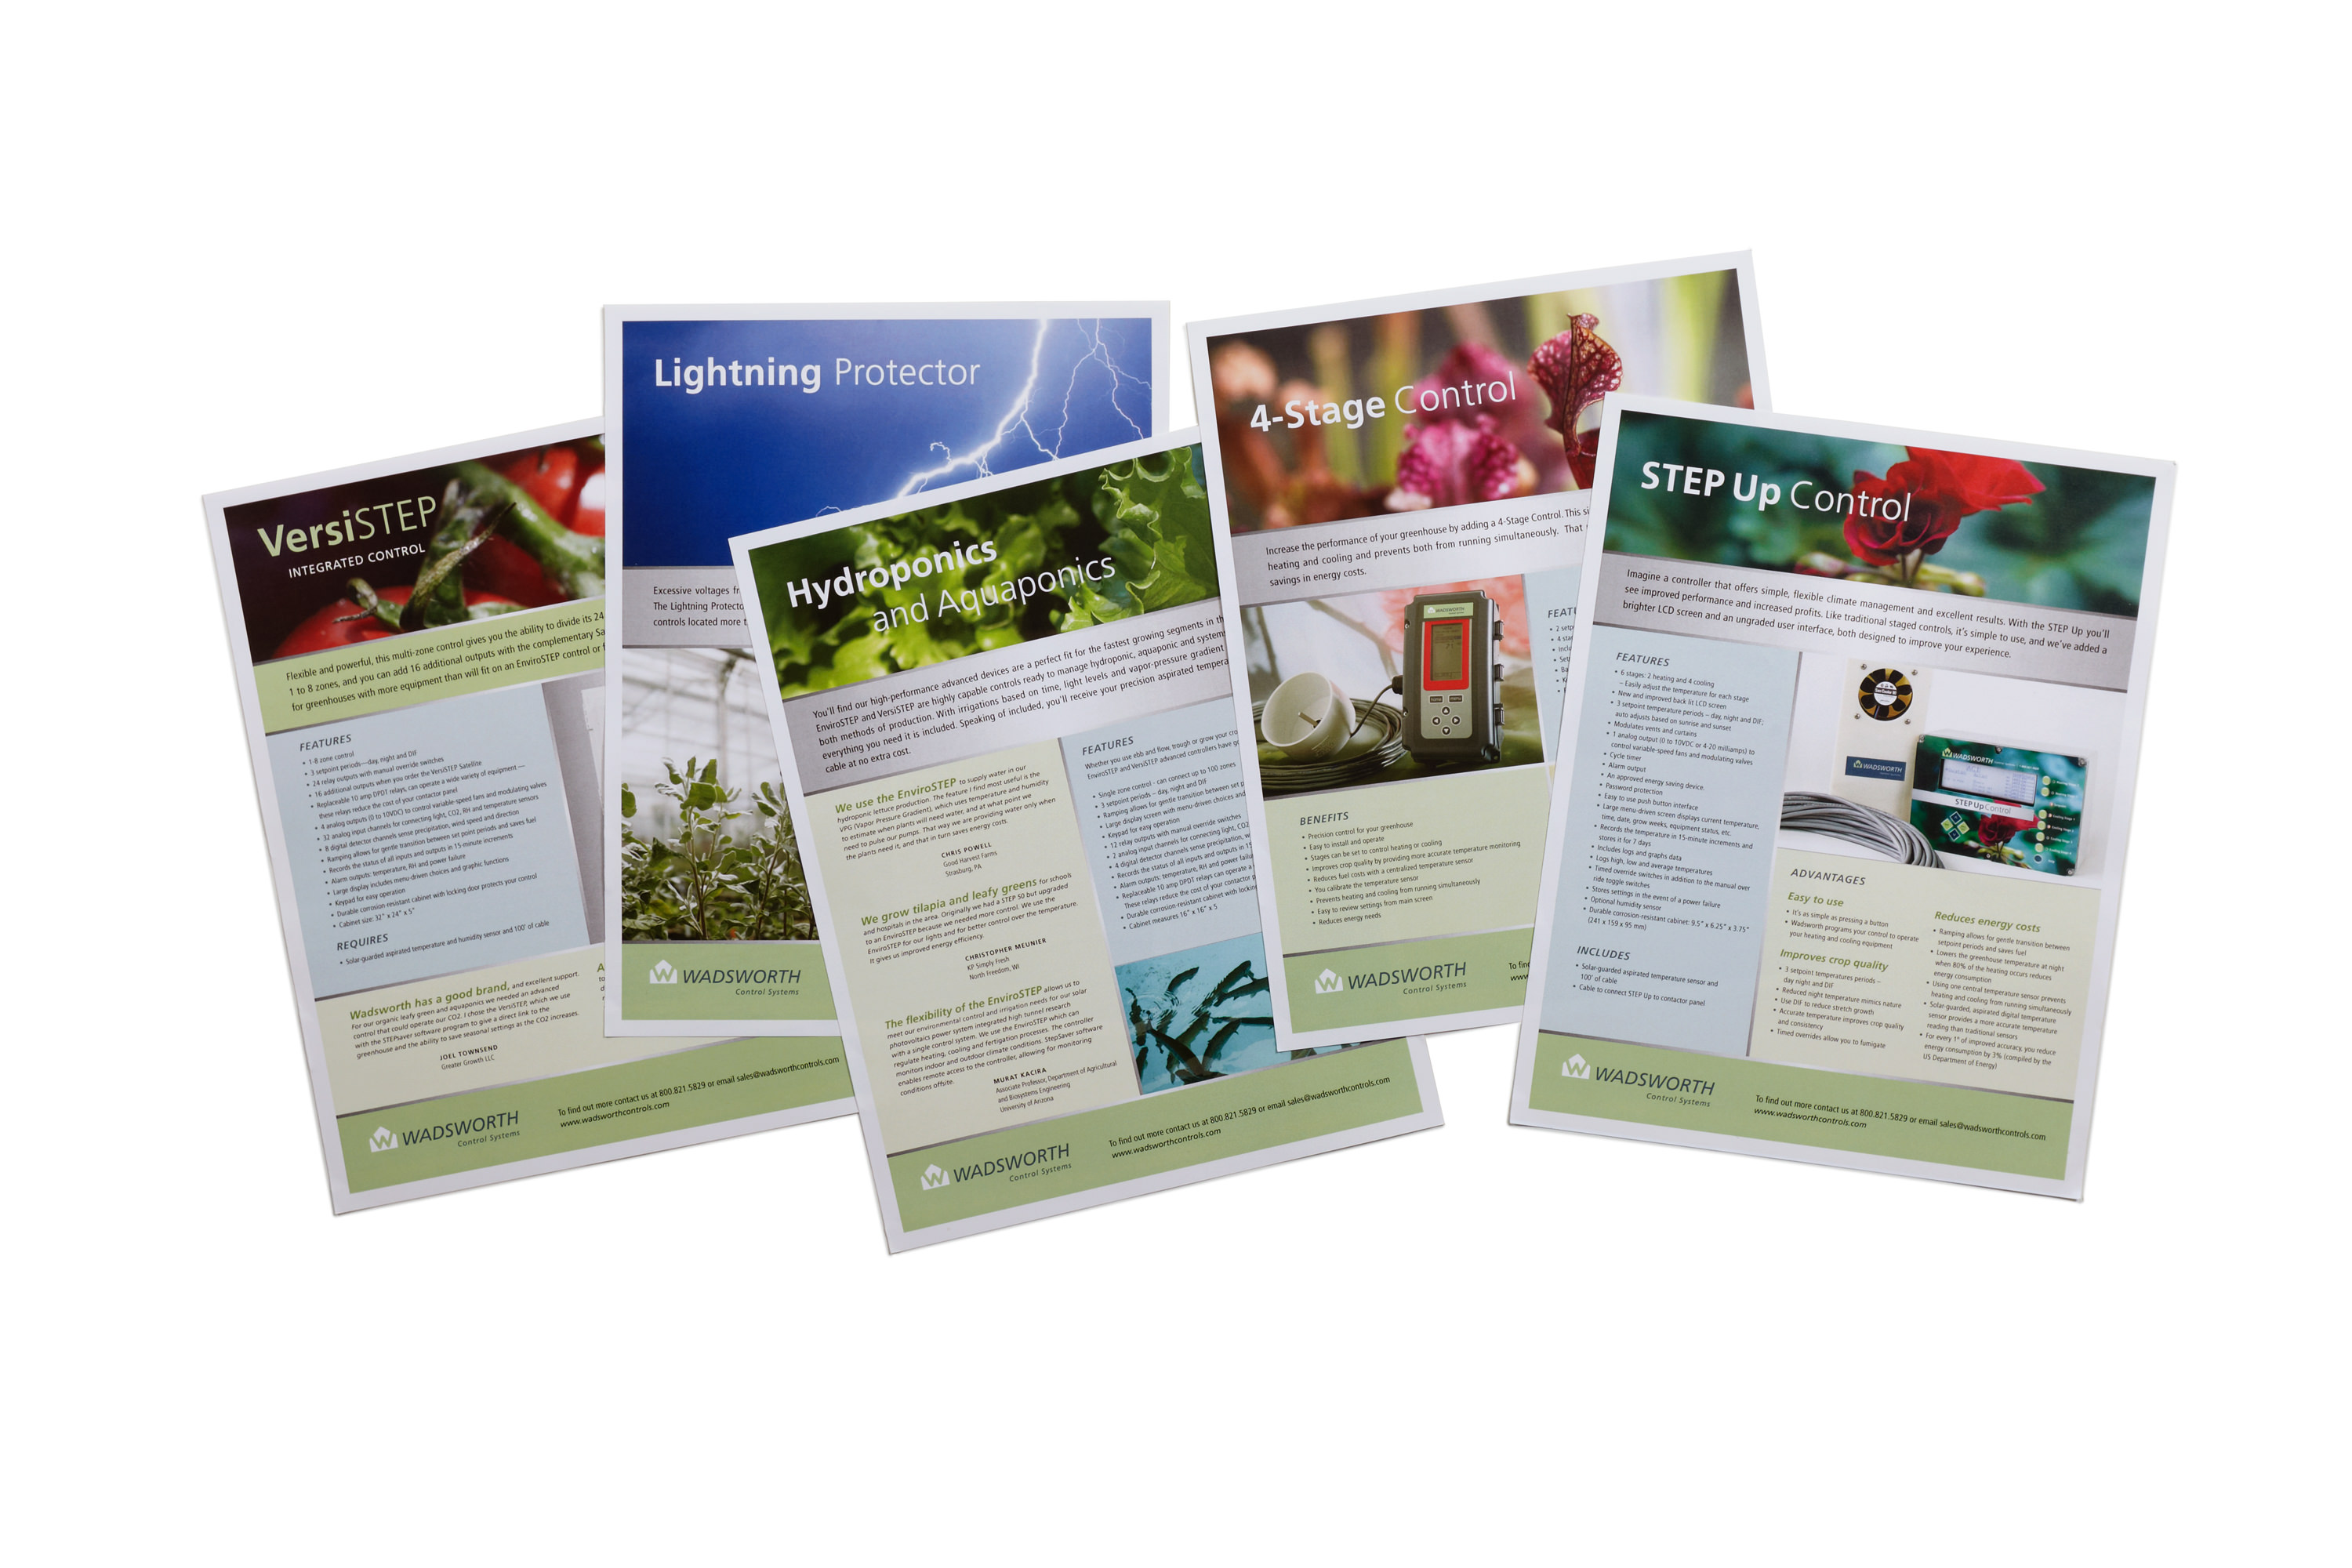 VersiSTEP
INTEGRATED CONTROL
Flexible and powerful, this multi-zone control gives you the ability to divide its 24
1 to 8 zones, and you can add 16 additional outputs with the complementary Sa
for greenhouses with more equipment than will fit on an EnviroSTEP control or
FEATURES
• 1-8 zone control
• 3 setpoint periods—day, night and DIF
• 24 relay outputs with manual override switches
• 16 additional outputs when you order the VersiSTEP Satellite
• Replaceable 10 amp DPDT relays, can operate a wide variety of equipment —
these relays reduce the cost of your contactor panel
• 4 analog outputs (0 to 10VDC) to control variable-speed fans and modulating valves
• 32 analog input channels for connecting light, CO2, RH and temperature sensors
• 8 digital detector channels sense precipitation, wind speed and direction
• Ramping allows for gentle transition between set point periods and saves fuel
• Records the status of all inputs and outputs in 15-minute increments
• Alarm outputs: temperature, RH and power failure
• Large display includes menu driven choices and graphic functions
• Keypad for easy operation
• Durable corrosion-resistant cabinet with locking door protects your control
• Cabinet size: 32" x 24" x 5"
REQUIRES
• Solar-guarded aspirated temperature and humidity sensor and 100' of cable
Wadsworth has a good brand, and excellent support.
For our organic leafy green and aquaponics we needed an advanced
control that could operate our CO2. I chose the VersiSTEP, which we use
with the STEPsaver software program to give a direct link to the
greenhouse and the ability to save seasonal settings as the CO2 increases.
JOEL TOWNSEND
Greater Growth LLC
WADSWORTH
Control Systems
To find out more contact us at 800.821.5829 or email sales@wadsworthcontrols.com
www.wadsworthcontrols.com
Lightning Protector
Excessive voltages
The Lightning Protecto
controls located more
WADSWORTH
Control Systems
Hydroponics
and Aquaponics
You'll find our high-performance advanced devices are a perfect fit for the fastest growing segments in th
EnviroSTEP and VersiSTEP are highly capable controls ready to manage hydroponic, aquaponic and system
both methods of production. With irrigations based on time, light levels and vapor-pressure gradient
everything you need it is included. Speaking of included, you'll receive your precision aspirated tempera
cable at no extra cost.
We use the EnviroSTEP to supply water in our
hydroponic lettuce production. The feature I find most useful is the
VPG (Vapor Pressure Gradient), which uses temperature and humidity
to estimate when plants will need water, and at what point we
need to pulse our pumps. That way we are providing water only when
the plants need it, and that in turn saves energy costs.
CHRIS POWELL
Good Harvest Farms
Strasburg, PA
We grow tilapia and leafy greens for schools
and hospitals in the area. Originally we had a STEP 50 but upgraded
to an EnviroSTEP because we needed more control. We use the
EnviroSTEP for our lights and for better control over the temperature.
It gives us improved energy efficiency.
CHRISTOPHER MEUNIER
KP Simply Fresh
North Freedom, WI
The flexibility of the EnviroSTEP allows us to
meet our environmental control and irrigation needs for our solar
photovoltaics power system integrated high tunnel research
with a single control system. We use the EnviroSTEP which can
regulate heating, cooling and fertigation processes. The controller
monitors indoor and outdoor climate conditions. StepSaver software
enables remote access to the controller, allowing for monitoring
conditions offsite.
MURAT KACIRA
Associate Professor, Department of Agricultural
and Biosystems Engineering
University of Arizona
FEATURES
Whether you use ebb and flow, trough or grow your cro
EnviroSTEP and VersiSTEP advanced controllers have
• Single zone control - can connect up to 100 zones
• 3 setpoint periods – day, night and DIF
• Ramping allows for gentle transition between set p
• Large display screen with menu-driven choices and
• Keypad for easy operation
• 12 relay outputs with manual override switches
• 2 analog input channels for connecting light, CO2
• 4 digital detector channels sense precipitation, w
• Records the status of all inputs and outputs in 15
• Alarm outputs: temperature, RH and power failu
• Replaceable 10 amp DPDT relays can operate a
These relays reduce the cost of your contactor p
• Durable corrosion-resistant cabinet with lockin
• Cabinet measures 16" x 16" x 5
WADSWORTH
Control Systems
To find out more contact us at 800.821.5829 or email sales@wadsworthcontrols.com
www.wadsworthcontrols.com
4-Stage Control
Increase the performance of your greenhouse by adding a 4-Stage Control. This si
heating and cooling and prevents both from running simultaneously. That
savings in energy costs.
WADSWORTH
FEATU
• 2 setp
• 4 sta
BENEFITS
• Precision control for your greenhouse
• Easy to install and operate
• Stages can be set to control heating or cooling
• Improves crop quality by providing more accurate temperature monitoring
• Reduces fuel costs with a centralized temperature sensor
• You calibrate the temperature sensor
• Prevents heating and cooling from running simultaneously
• Easy to review settings from main screen
• Reduces energy needs
WADSWORTH
Control Systems
To fin
www.
STEP Up Control
Imagine a controller that offers simple, flexible climate management and excellent results. With the STEP Up you'll
see improved performance and increased profits. Like traditional staged controls, it's simple to use, and we've added a
brighter LCD screen and an ungraded user interface, both designed to improve your experience.
FEATURES
• 6 stages: 2 heating and 4 cooling
– Easily adjust the temperature for each stage
• New and improved back lit LCD screen
• 3 setpoint temperature periods – day, night and DIF;
auto adjusts based on sunrise and sunset
• Modulates vents and curtains
• 1 analog output (0 to 10VDC or 4-20 milliamps) to
control variable-speed fans and modulating valves
• Cycle timer
• Alarm output
• An approved energy saving device.
• Password protection
• Easy to use push button interface
• Large menu-driven screen displays current temperature,
time, date, grow weeks, equipment status, etc.
• Records the temperature in 15-minute increments and
stores it for 7 days
• Includes logs and graphs data
• Logs high, low and average temperatures
• Timed override switches in addition to the manual over
ride toggle switches
• Stores settings in the event of a power failure
• Optional humidity sensor
• Durable corrosion-resistant cabinet: 9.5" x 6.25" x 3.75"
(241 x 159 x 95 mm)
INCLUDES
• Solar-guarded aspirated temperature sensor and
100' of cable
• Cable to connect STEP Up to contactor panel
WADSWORTH
WADSWORTH
STEP Up Control
ADVANTAGES
Easy to use
• It's as simple as pressing a button
• Wadsworth programs your control to operate
your heating and cooling equipment
Improves crop quality
• 3 setpoint temperatures periods –
day night and DIF
• Reduced night temperature mimics nature
• Use DIF to reduce stretch growth
• Accurate temperature improves crop quality
and consistency
• Timed overrides allow you to fumigate
Reduces energy costs
• Ramping allows for gentle transition between
setpoint periods and saves fuel
• Lowers the greenhouse temperature at night
when 80% of the heating occurs reduces
energy consumption
• Using one central temperature sensor prevents
heating and cooling from running simultaneously
• Solar-guarded, aspirated digital temperature
sensor provides a more accurate temperature
reading than traditional sensors
• For every 1° of improved accuracy, you reduce
energy consumption by 3% (compiled by the
US Department of Energy)
WADSWORTH
Control Systems
To find out more contact us at 800.821.5829 or email sales@wadsworthcontrols.com
www.wadsworthcontrols.com